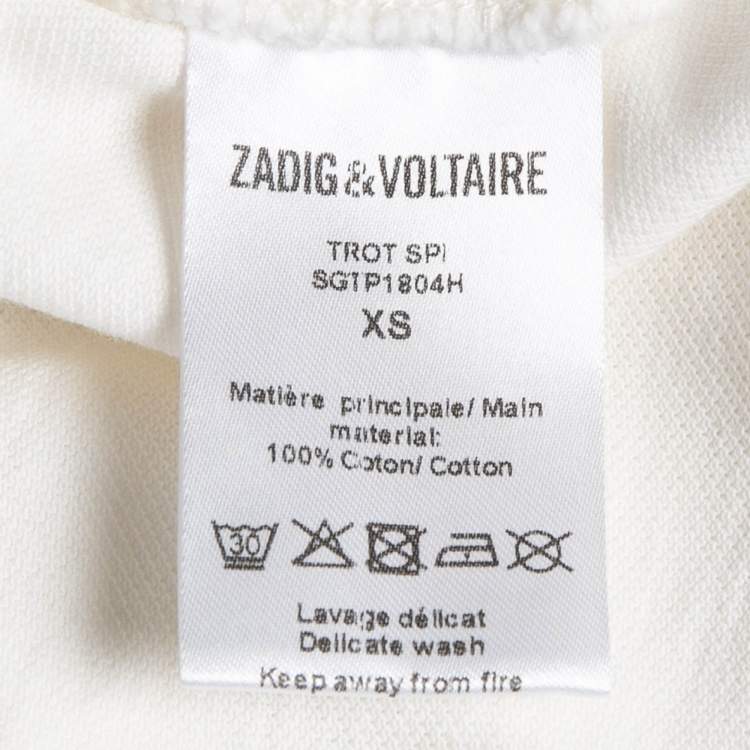 ZADIG & VOLTAIRE
TROT SPI
SGTP1804H
XS
Matière principale/ Main
material:
100% Coton/ Cotton
30
Lavage délicat
Delicate wash
Keep away from fire